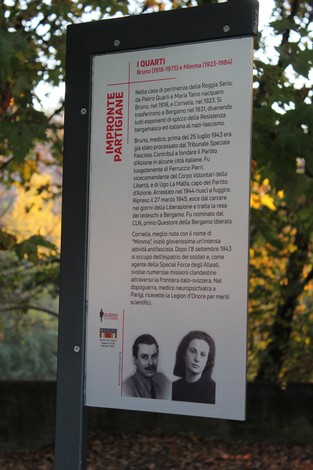 IMPRONTE
PARTIGIANE
I QUARTI
Bruno (1918-1975) e Mimma (1923-1984)
Nella casa di pertinenza della Roggia Serio,
da Pietro Quarti e Maria Taino nacquero
Bruno, nel 1918, e Cornelia, nel 1923. Si
trasferirono a Bergamo nel 1931, divenendo
tutti esponenti di spicco della Resistenza
bergamasca ed italiana al nazi-fascismo.
Bruno, medico, prima del 25 luglio 1943 era
già stato processato dal Tribunale Speciale
Fascista. Contribuì a fondare il Partito
d'Azione in alcune città italiane. Fu
luogotenente di Ferruccio Parri,
vicecomandante del Corpo Volontari della
Libertà, e di Ugo La Malfa, capo del Partito
d'Azione. Arrestato nel 1944 riuscì a fuggire.
Ripreso il 27 marzo 1945, esce dal carcere
nei giorni della Liberazione e tratta la resa
dei tedeschi a Bergamo. Fu nominato dal
CLN, primo Questore della Bergamo liberata.
Cornelia, meglio nota con il nome di
"Mimma", iniziò giovanissima un'intensa
attività antifascista. Dopo l'8 settembre 1943
si occupò dell'espatrio dei soldati e, come
agente della Special Force degli Alleati,
svolse numerose missioni clandestine
attraverso la frontiera italo-svizzera. Nel
dopoguerra, medico neuropsichiatra a
Parigi, ricevette la Legion d'Onore per meriti
scientifici.